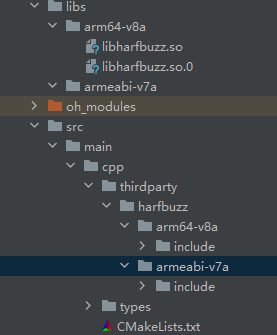 libs
arm64-v8a
libharfbuzz.so
libharfbuzz.so.0
armeabi-v7a
oh_modules
src
main
cpp
thirdparty
harfbuzz
arm64-v8a
include
armeabi-v7a
include
types
CMakeLists.txt